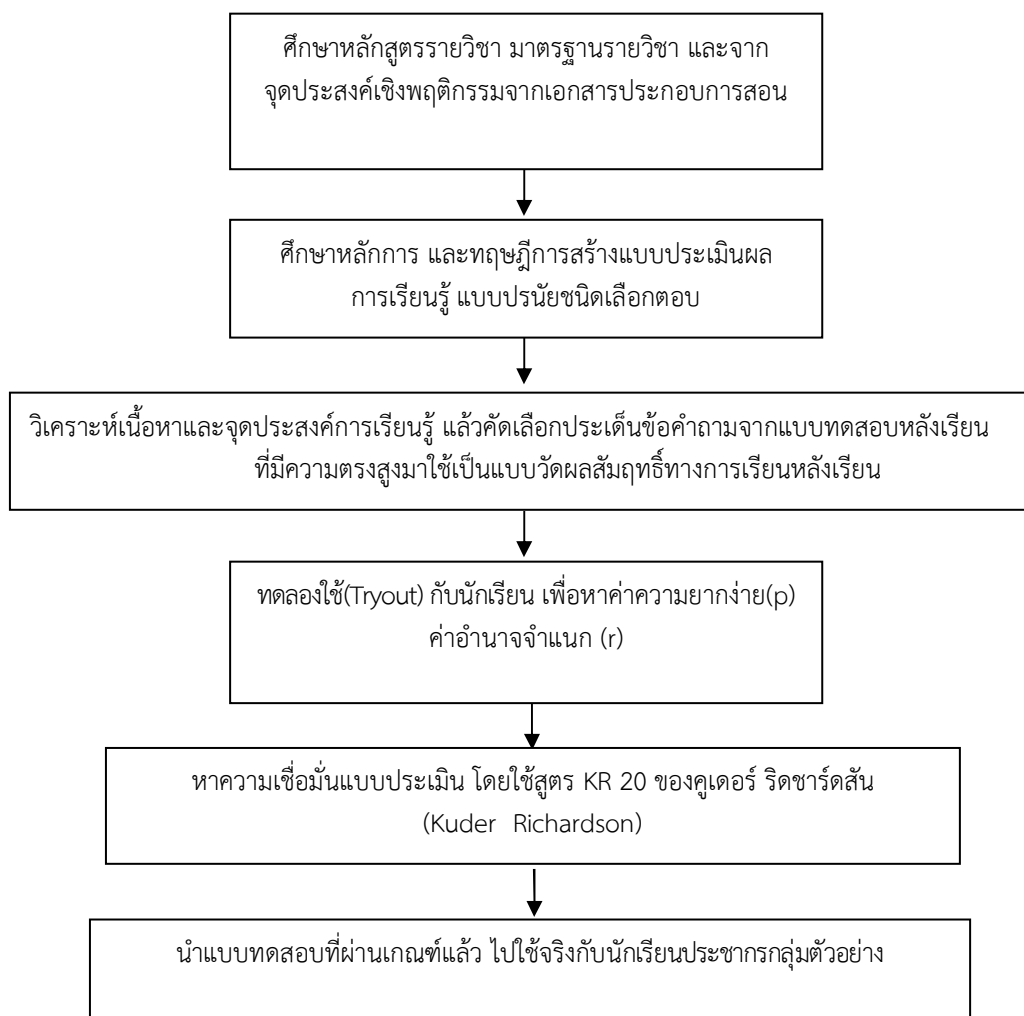 ศึกษาหลักสูตรรายวิชา มาตรฐานรายวิชา และจาก
จุดประสงค์เชิงพฤติกรรมจากเอกสารประกอบการสอน
ศึกษาหลักการ และทฤษฎีการสร้างแบบประเมินผล
การเรียนรู้ แบบปรนัยชนิดเลือกตอบ
วิเคราะห์เนื้อหาและจุดประสงค์การเรียนรู้ แล้วคัดเลือกประเด็นข้อคำถามจากแบบทดสอบหลังเรียน
ที่มีความตรงสูงมาใช้เป็นแบบวัดผลสัมฤทธิ์ทางการเรียนหลังเรียน
ทดลองใช้(Tryout) กับนักเรียน เพื่อหาค่าความยากง่าย(p)
ค่าอำนาจจำแนก (r)
หาความเชื่อมั่นแบบประเมิน โดยใช้สูตร KR 20 ของคูเดอร์ ริดชาร์ดสัน
(Kuder Richardson)
นำแบบทดสอบที่ผ่านเกณฑ์แล้ว ไปใช้จริงกับนักเรียนประชากรกลุ่มตัวอย่าง